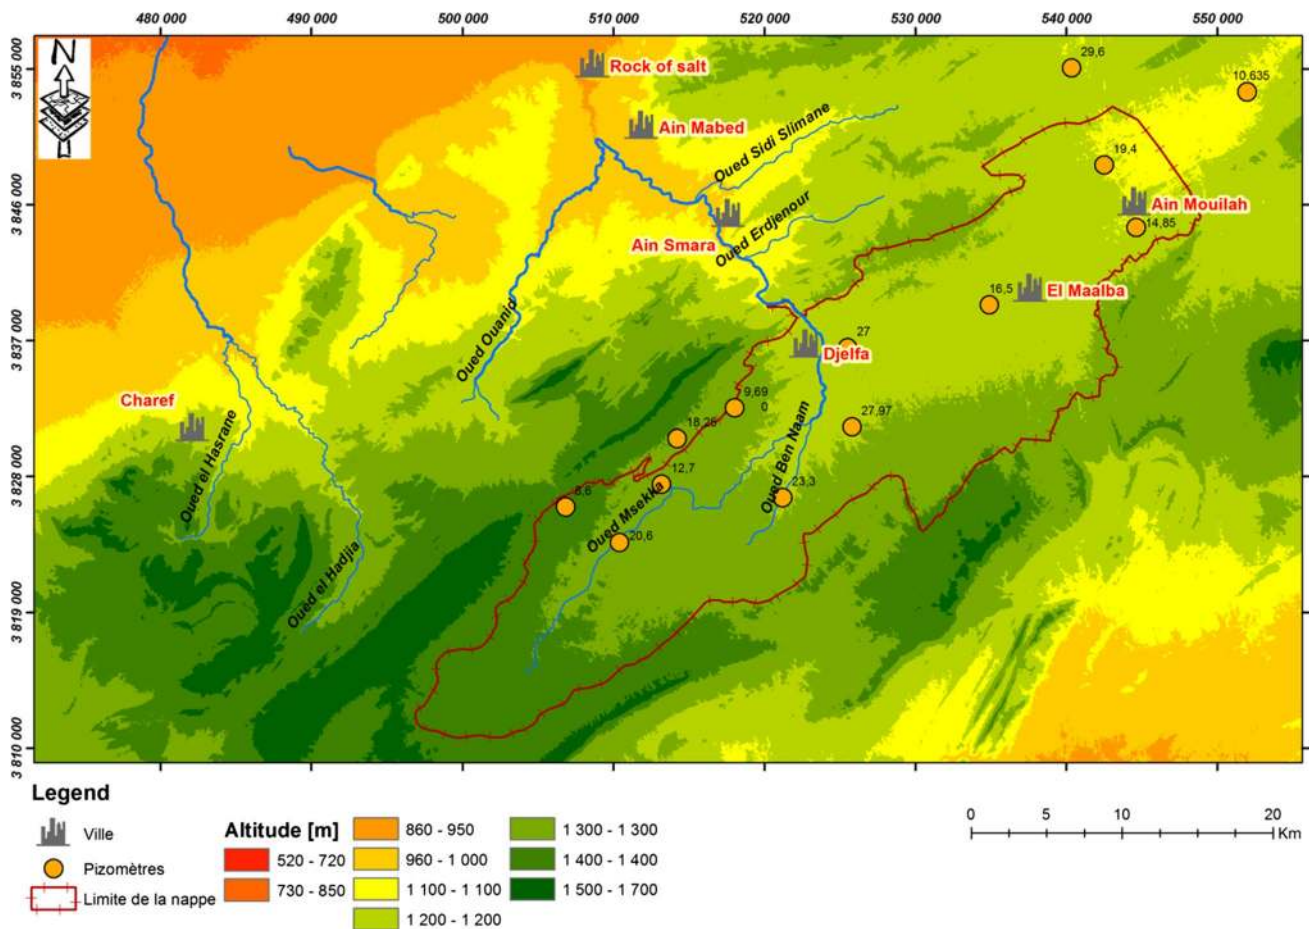 480 000 490 000 500 000 510 000 520 000 530 000 540 000 550 000
3 855 000
3 846 000
3 837 000
3 828 000
3 819 000
3 810 000
N
Rock of salt
29,6
10,635
Ain Mabed
Oued Sidi Slimane
19,4
Ain Mouilah
14,85
Ain Smara
Oued Erdjenour
El Maalba
16,5
Oued Ouanid
27
Djelfa
Charef
9,69
0
27,97
18,25
Oued el Hasrane
Oued Ben Naam
12,7
23,3
8,6
Oued Msekka
20,6
Oued el Hadjia
Legend
Ville
Pizomètres
Limite de la nappe
Altitude [m]
520 - 720
730 - 850
860 - 950
960 - 1 000
1 100 - 1 100
1 200 - 1 200
1 300 - 1 300
1 400 - 1 400
1 500 - 1 700
0 5 10 20
Km